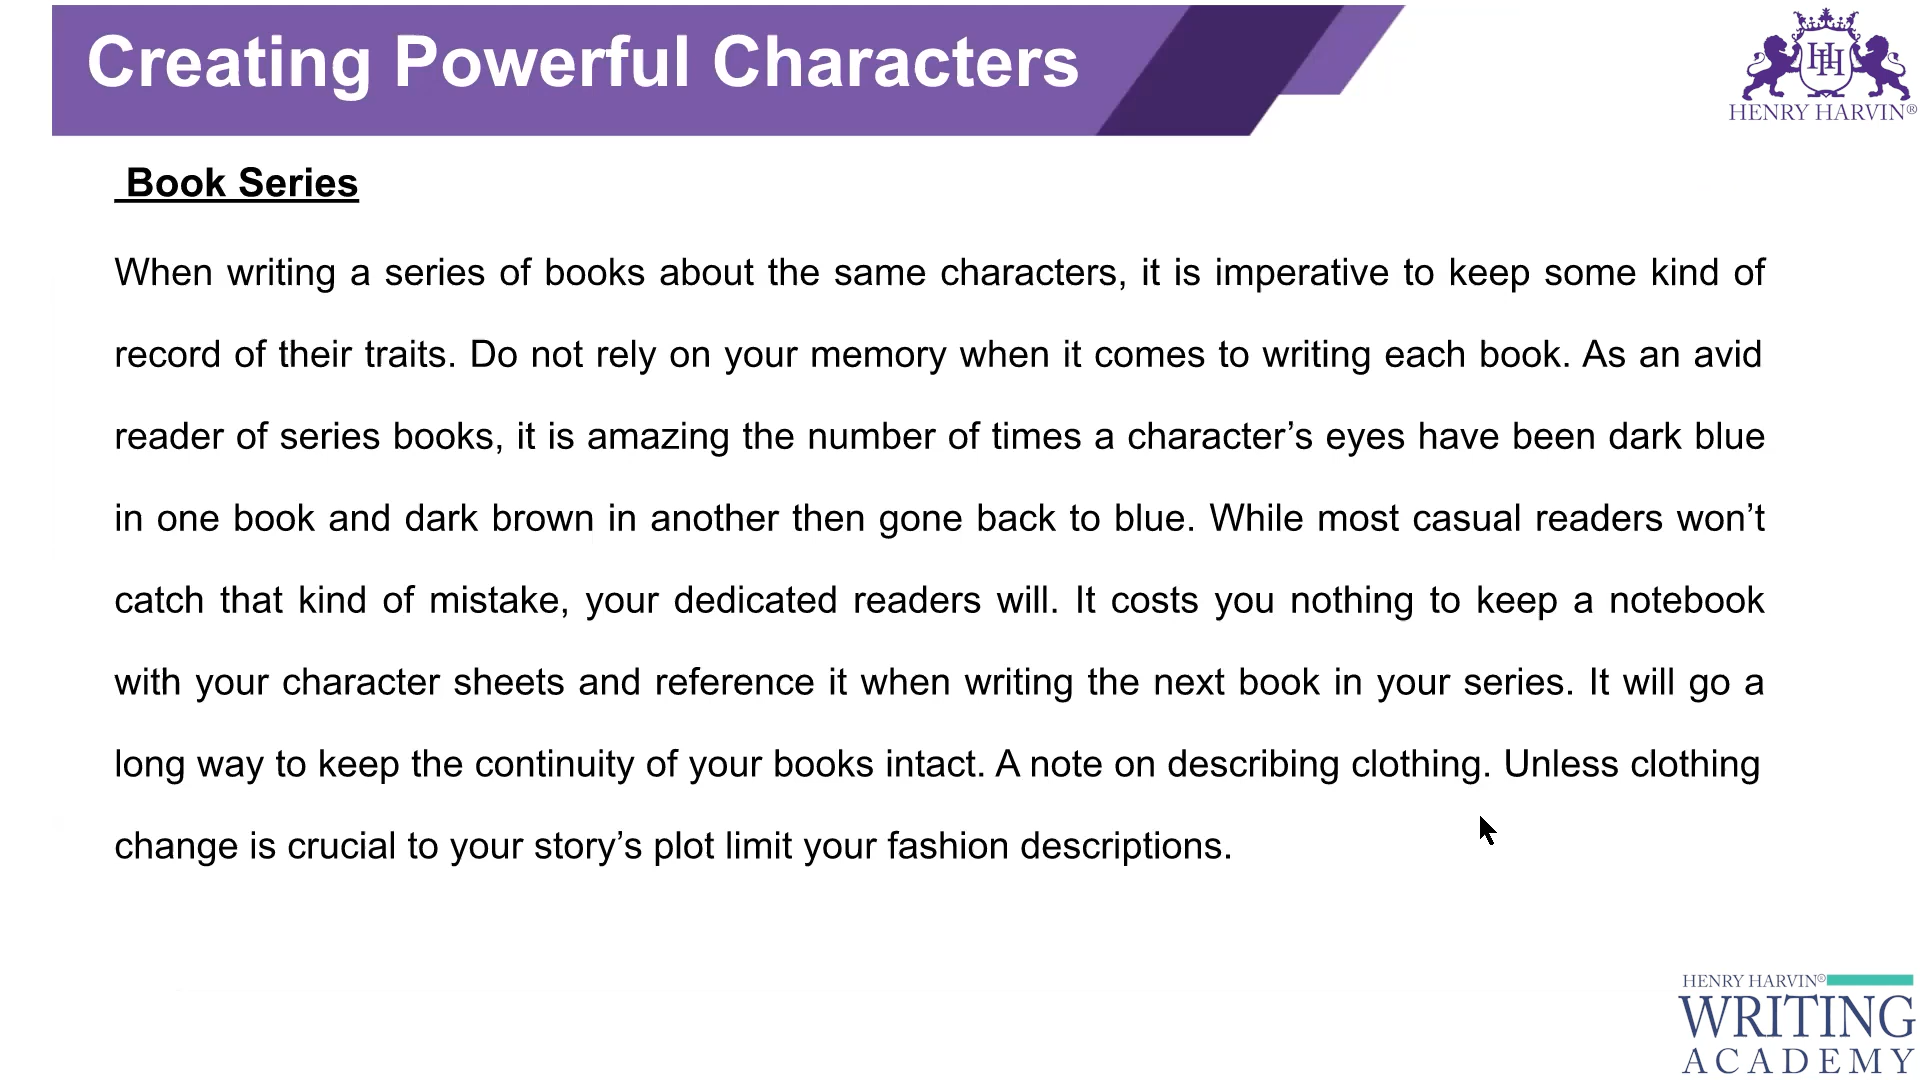 Creating Powerful Characters
HH
HENRY HARVIN®
Book Series
When writing a series of books about the same characters, it is imperative to keep some kind of
record of their traits. Do not rely on your memory when it comes to writing each book. As an avid
reader of series books, it is amazing the number of times a character’s eyes have been dark blue
in one book and dark brown in another then gone back to blue. While most casual readers won’t
catch that kind of mistake, your dedicated readers will. It costs you nothing to keep a notebook
with your character sheets and reference it when writing the next book in your series. It will go a
long way to keep the continuity of your books intact. A note on describing clothing. Unless clothing
change is crucial to your story’s plot limit your fashion descriptions.
HENRY HARVIN®
WRITING
ACADEMY